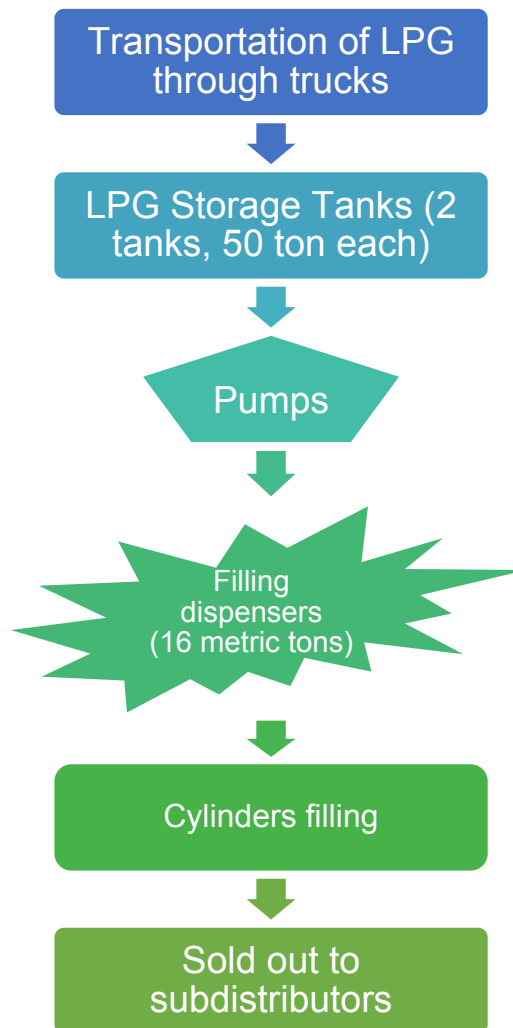 Transportation of LPG
through trucks
LPG Storage Tanks (2
tanks, 50 ton each)
Pumps
Filling
dispensers
(16 metric tons)
Cylinders filling
Sold out to
subdistributors